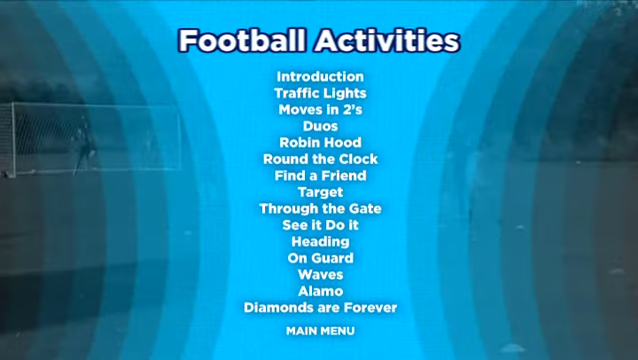 Football Activities
Introduction
Traffic Lights
Moves in 2's
Duos
Robin Hood
Round the Clock
Find a Friend
Target
Through the Gate
See it Do it
Heading
On Guard
Waves
Alamo
Diamonds are Forever
MAIN MENU